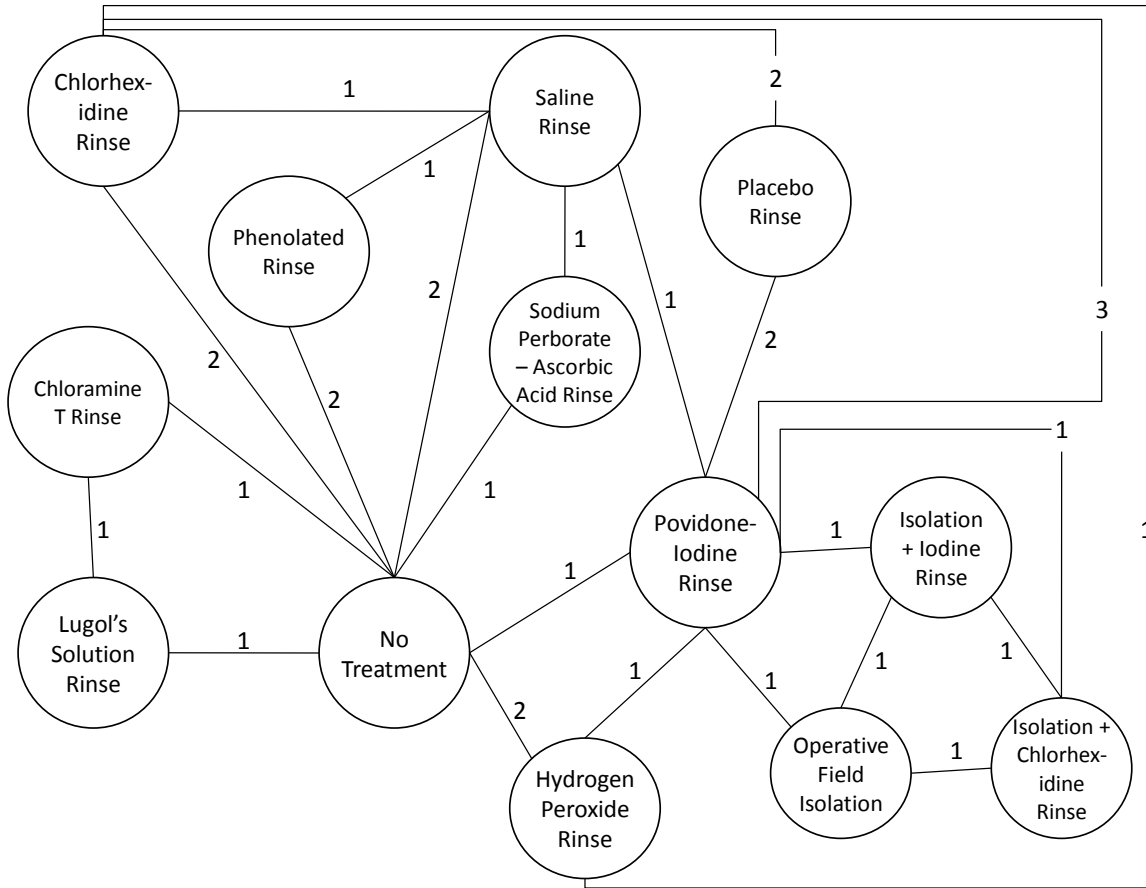 Chlorhex-
idine
Rinse
1
Saline
Rinse
2
Placebo
Rinse
1
Phenolated
Rinse
1
2
Sodium
Perborate
– Ascorbic
Acid Rinse
1
3
2
2
2
Chloramine
T Rinse
1
1
1
1
Povidone-
Iodine
Rinse
1
Isolation
+ Iodine
Rinse
1
1
Lugol's
Solution
Rinse
1
No
Treatment
1
2
1
1
1
1
Hydrogen
Peroxide
Rinse
Operative
Field
Isolation
1
Isolation +
Chlorhex-
idine
Rinse